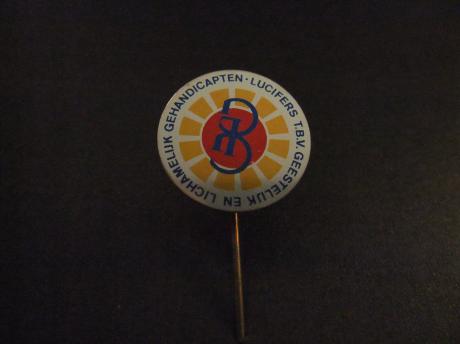 LUCIFERS T.B.V. GEESTELIJK EN LICHAMELIJK GEHANDICAPTEN ·